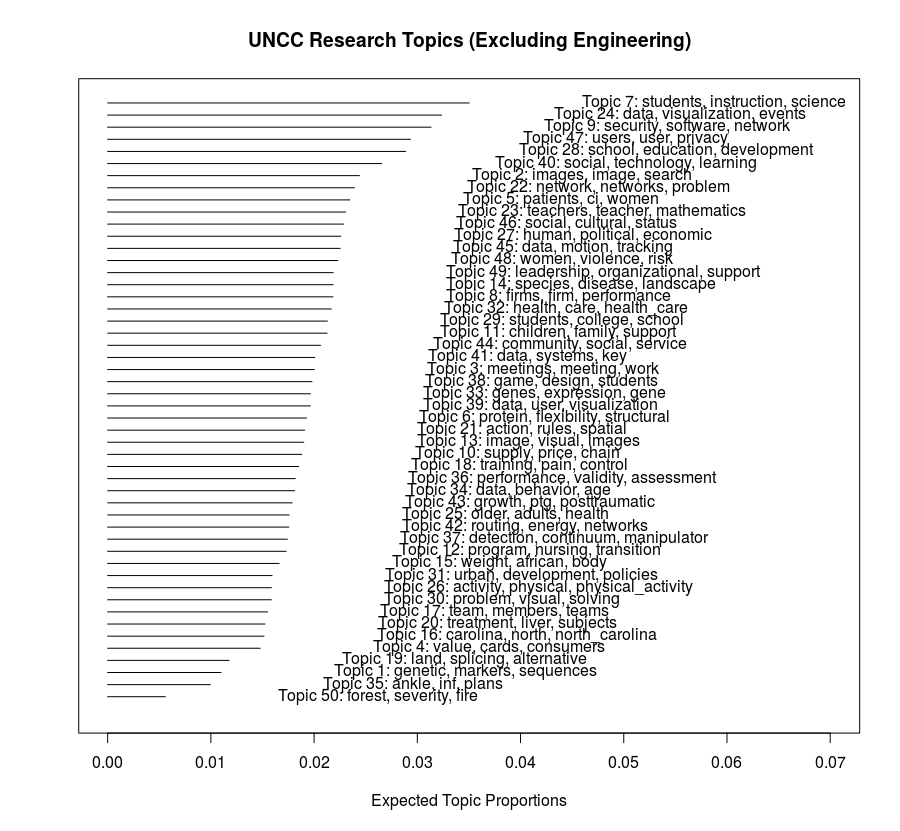 UNCC Research Topics (Excluding Engineering)
Topic 7: students, instruction, science
Topic 24: data, visualization, events
Topic 9: security, software, network
Topic 47: users, user, privacy
Topic 28: school, education, development
Topic 40: social, technology, learning
Topic 2: images, image, search
Topic 22: network, networks, problem
Topic 5: patients, ci, women
Topic 23: teachers, teacher, mathematics
Topic 46: social, cultural, status
Topic 27: human, political, economic
Topic 45: data, motion, tracking
Topic 48: women, violence, risk
Topic 49: leadership, organizational, support
Topic 14: species, disease, landscape
Topic 8: firms, firm, performance
Topic 32: health, care, health_care
Topic 29: students, college, school
Topic 11: children, family, support
Topic 44: community, social, service
Topic 41: data, systems, key
Topic 3: meetings, meeting, work
Topic 38: game, design, students
Topic 33: genes, expression, gene
Topic 39: data, user, visualization
Topic 6: protein, flexibility, structural
Topic 21: action, rules, spatial
Topic 13: image, visual, images
Topic 10: supply, price, chain
Topic 18: training, pain, control
Topic 36: performance, validity, assessment
Topic 34: data, behavior, age
Topic 43: growth, ptg, posttraumatic
Topic 25: older, adults, health
Topic 42: routing, energy, networks
Topic 37: detection, continuum, manipulator
Topic 12: program, nursing, transition
Topic 15: weight, african, body
Topic 31: urban, development, policies
Topic 26: activity, physical, physical_activity
Topic 30: problem, visual, solving
Topic 17: team, members, teams
Topic 20: treatment, liver, subjects
Topic 16: carolina, north, north_carolina
Topic 4: value, cards, consumers
Topic 19: land, splicing, alternative
Topic 1: genetic, markers, sequences
Topic 35: ankle, inf, plans
Topic 50: forest, severity, fire
0.00 0.01 0.02 0.03 0.04 0.05 0.06 0.07
Expected Topic Proportions